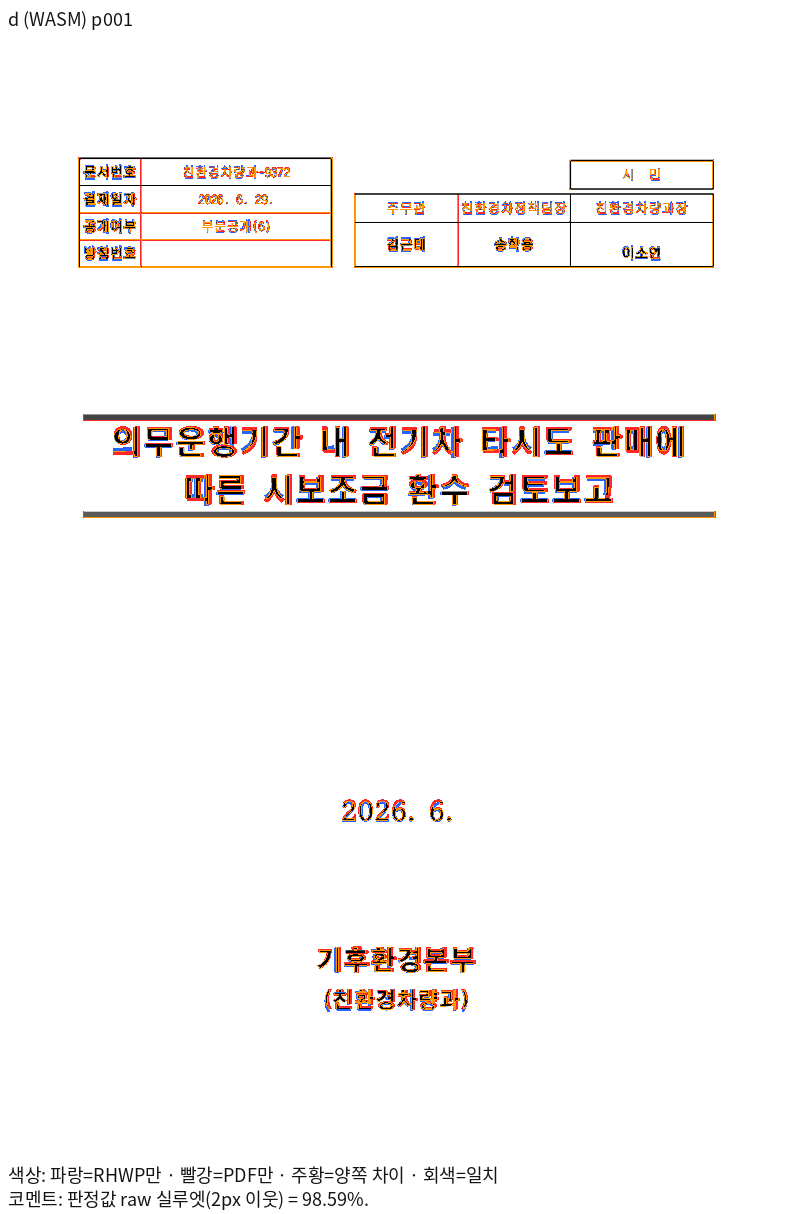 d (WASM) p001
문서번호 친환경차량과-9372
결재일자 2026. 6. 29.
공개여부 부분공개(6)
방침번호
시 민
주무관 친환경차정책팀장 친환경차량과장
김근태 송학용 이소연
의무운행기간 내 전기차 타시도 판매에
따른 시보조금 환수 검토보고
2026. 6.
기후환경본부
(친환경차량과)
색상: 파랑=RHWP만 · 빨강=PDF만 · 주황=양쪽 차이 · 회색=일치
코멘트: 판정값 raw 실루엣(2px 이웃) = 98.59%.